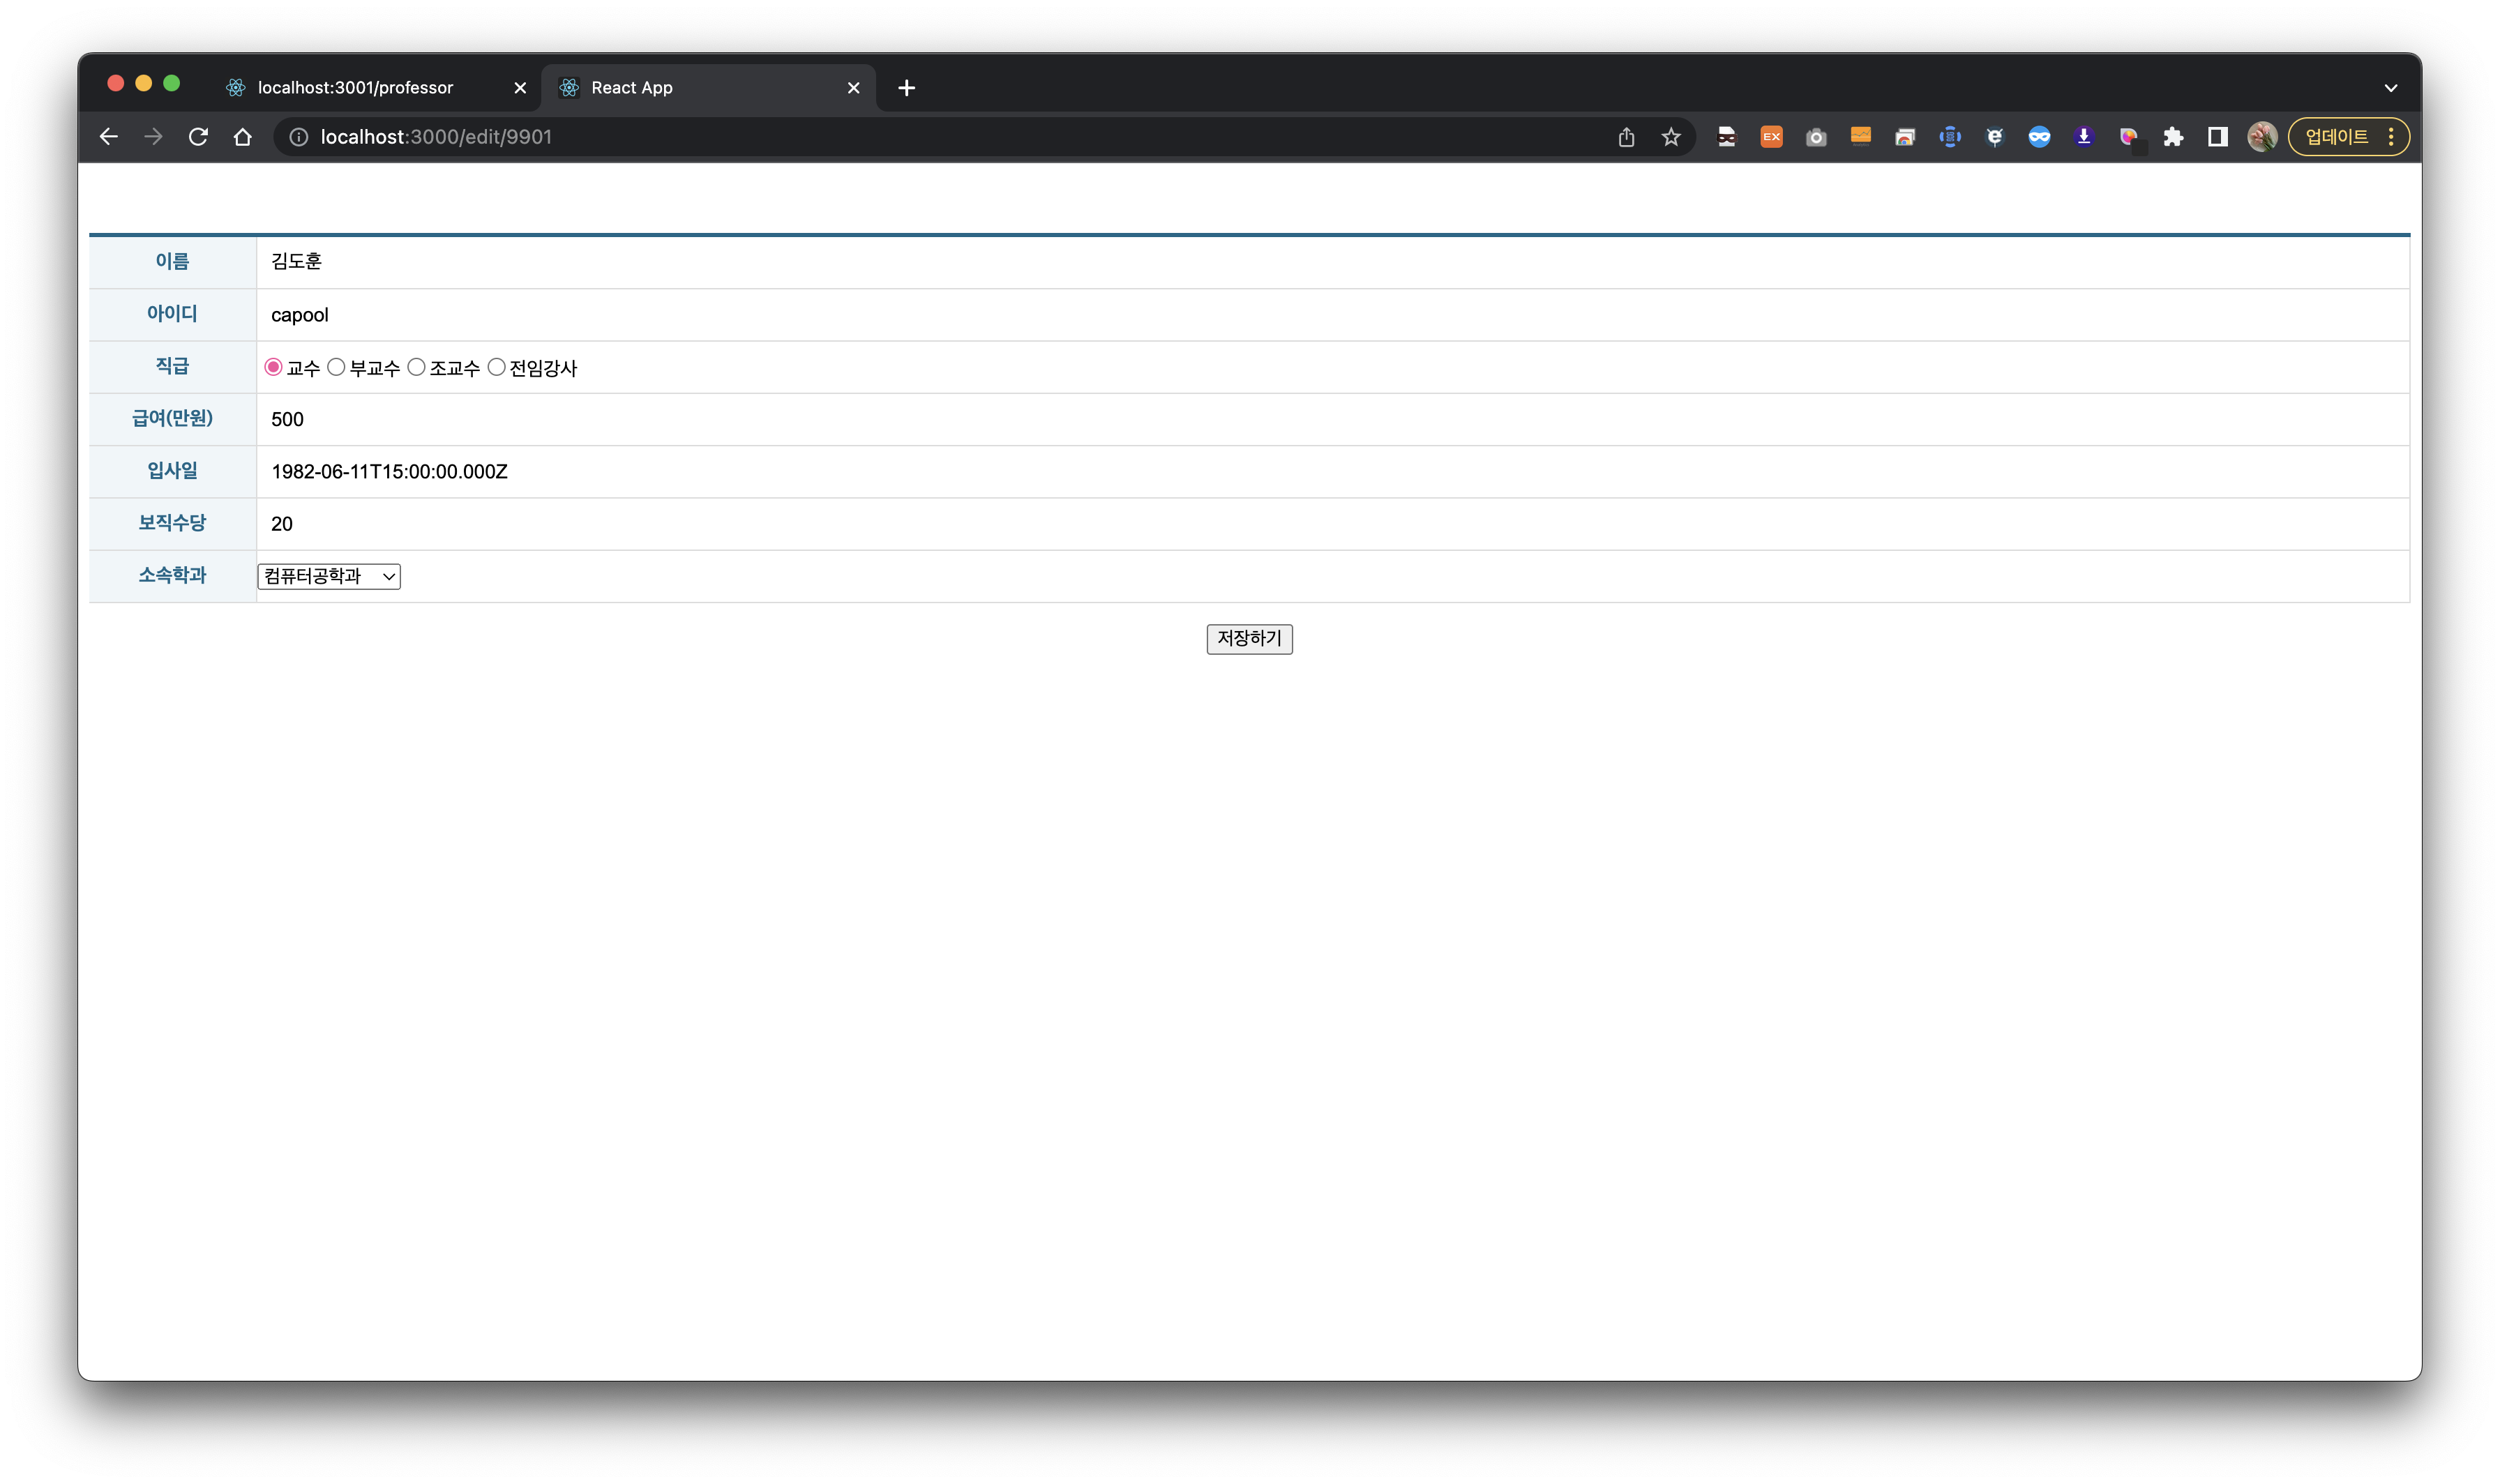 localhost:3001/professor
React App
localhost:3000/edit/9901
EX
업데이트
이름 김도훈
아이디 capool
직급 교수 부교수 조교수 전임강사
급여(만원) 500
입사일 1982-06-11T15:00:00.000Z
보직수당 20
소속학과 컴퓨터공학과
저장하기